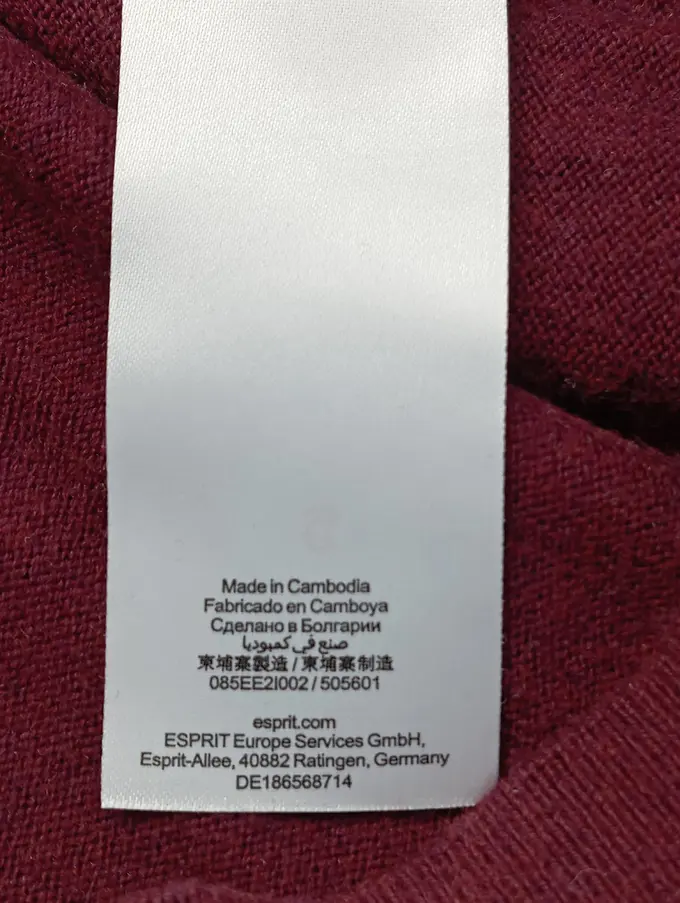 Made in Cambodia
Fabricado en Camboya
Сделано в Болгарии
صنع في كمبوديا
柬埔寨製造 / 柬埔寨制造
085EE2I002 / 505601
esprit.com
ESPRIT Europe Services GmbH,
Esprit-Allee, 40882 Ratingen, Germany
DE186568714